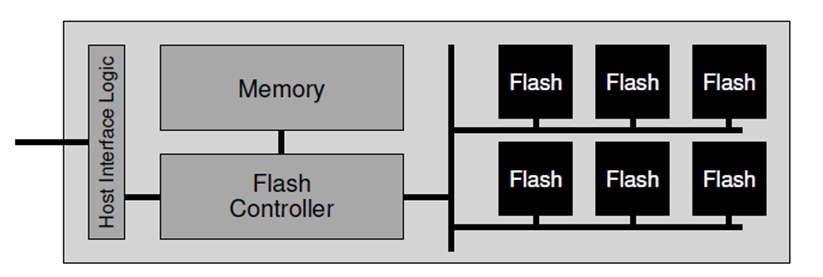 Host Interface Logic
Memory
Flash
Controller
Flash Flash Flash
Flash Flash Flash